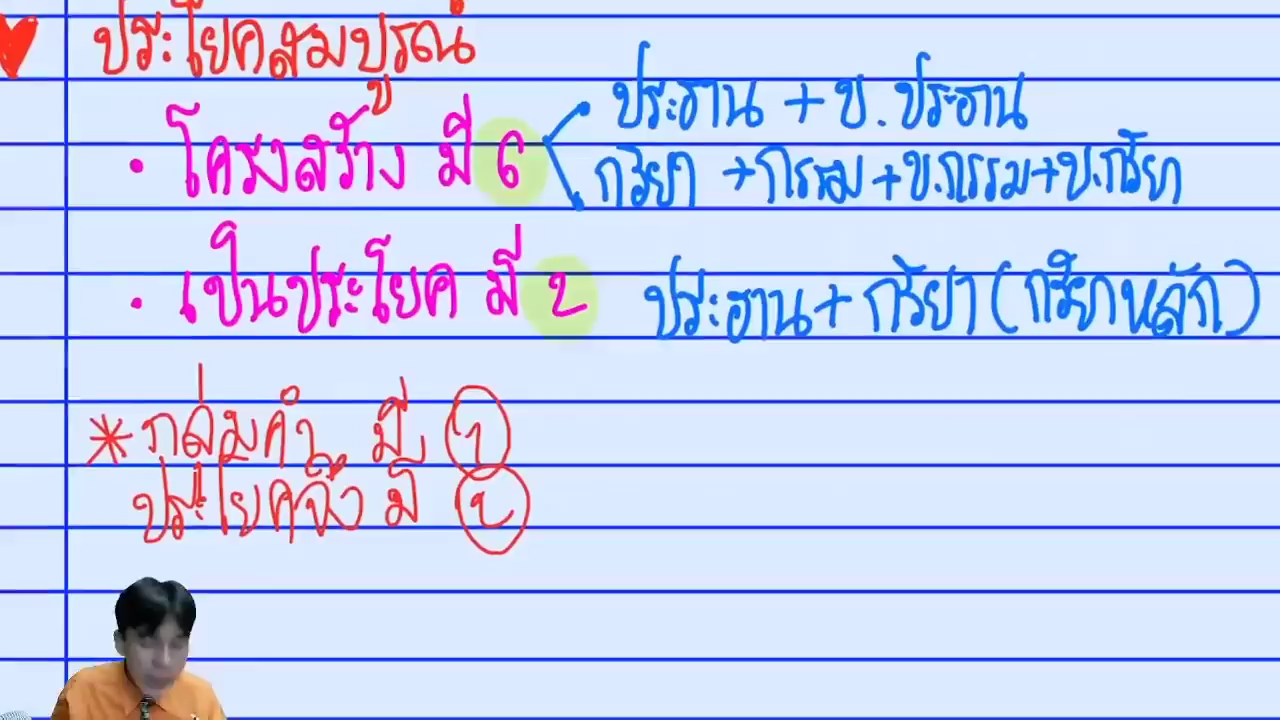 ประโยคสมบูรณ์
• โครงสร้าง มี 6
ประธาน + ข.ประธาน
กริยา + กรรม + ข.กรรม + ข.กริยา
• เป็นประโยค มี 2 ประธาน + กริยา (กริยาหลัก)
* กลุ่มคำ มี 1
ประโยคจึง มี 2